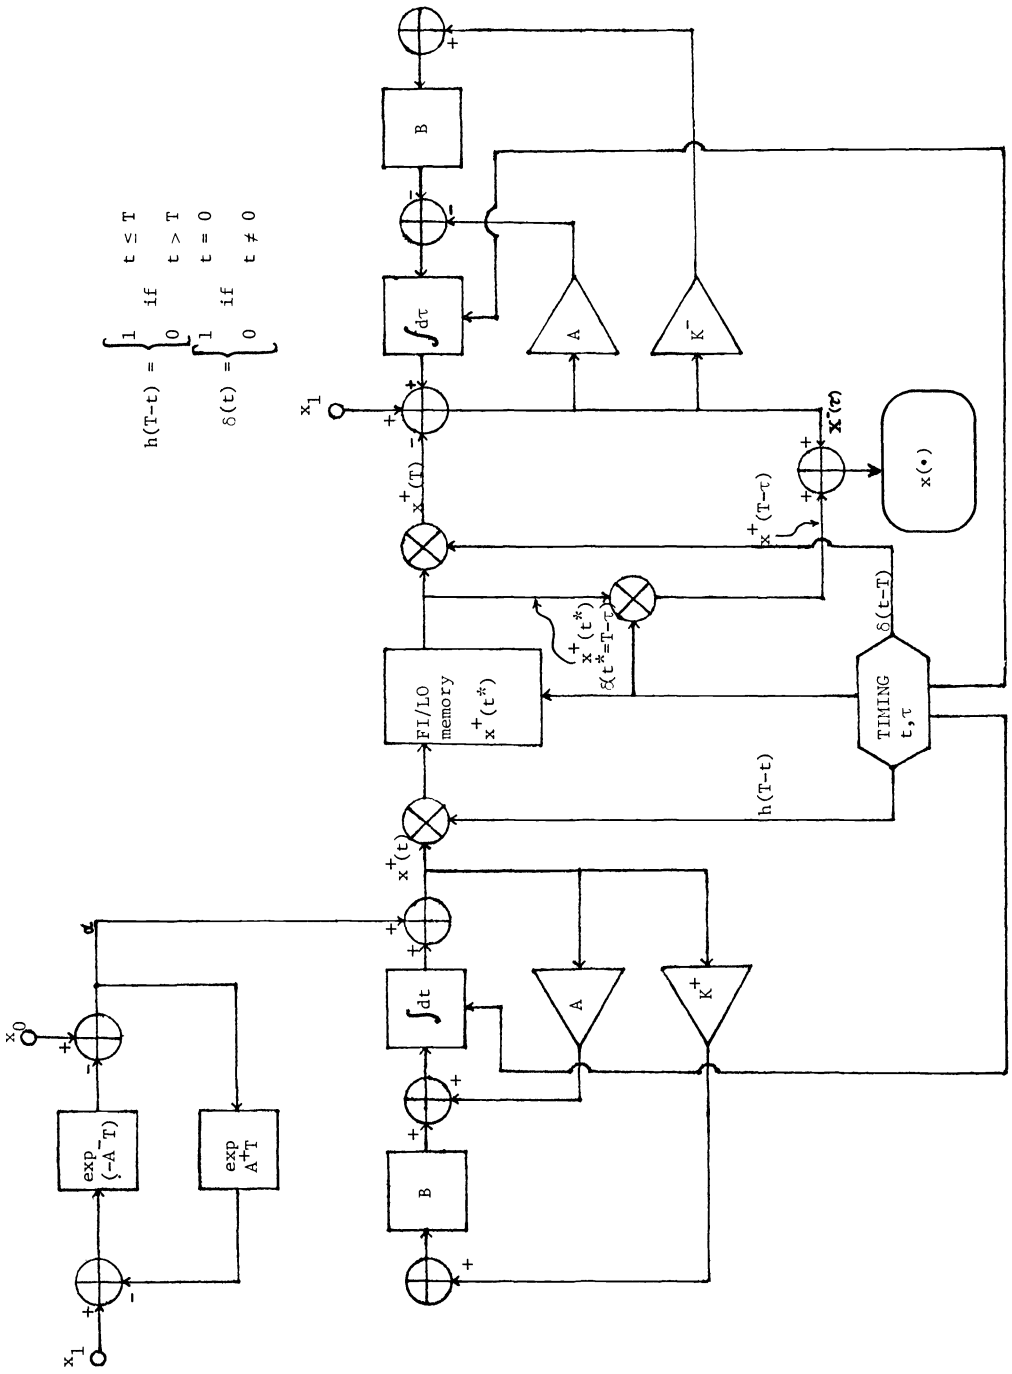 h(T-t) = { 1 if t ≤ T
0 t > T
δ(t) = { 1 if t = 0
0 t ≠ 0
x₁
+
-
exp
(-A⁻T)
-
+
x₀
α
exp
A⁺T
+
B
+
+
∫dt
+
+
x⁺(t)
A
K⁺
h(T-t)
FI/LO
memory
x⁺(t*)
x⁺(t*)
δ(t*=T-τ)
TIMING
t,τ
δ(t-T)
x⁺(T)
x⁺(T-τ)
-
+
x₁
+
+
+
X⁻(τ)
x(•)
∫dτ
-
-
B
+
A
K⁻